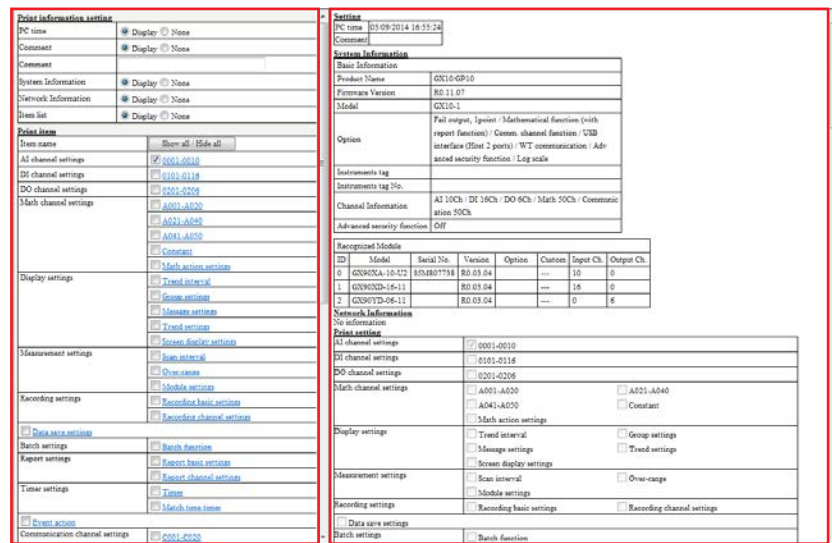 Print information setting
PC time Display None
Comment Display None
Comment
System Information Display None
Network Information Display None
Item list Display None
Print item
Item name Show all / Hide all
AI channel settings 0001-0010
DI channel settings 0101-0116
DO channel settings 0201-0206
Math channel settings A001-A020
A021-A040
A041-A050
Constant
Math action settings
Display settings Trend interval
Group settings
Message settings
Trend settings
Screen display settings
Measurement settings Scan interval
Over-range
Module settings
Recording settings Recording basic settings
Recording channel settings
Data save settings
Batch settings Batch function
Report settings Report basic settings
Report channel settings
Timer settings Timer
Match time timer
Event action
Communication channel settings C001-C020
Setting
PC time 05/09/2014 16:55:24
Comment
System Information
Basic Information
Product Name GX10/GP10
Firmware Version R0.11.07
Model GX10-1
Option Fail output, 1point / Mathematical function (with
report function) / Comm. channel function / USB
interface (Host 2 ports) / WT communication / Adv
anced security function / Log scale
Instruments tag
Instruments tag No.
Channel Information AI 10Ch / DI 16Ch / DO 6Ch / Math 50Ch / Communic
ation 50Ch
Advanced security function Off
Recognized Module
ID Model Serial No. Version Option Custom Input Ch. Output Ch.
0 GX90XA-10-U2 S5M807738 R0.03.04 --- 10 0
1 GX90XD-16-11 R0.03.04 --- 16 0
2 GX90YD-06-11 R0.03.04 --- 0 6
Network Information
No information
Print setting
AI channel settings 0001-0010
DI channel settings 0101-0116
DO channel settings 0201-0206
Math channel settings A001-A020 A021-A040
A041-A050 Constant
Math action settings
Display settings Trend interval Group settings
Message settings Trend settings
Screen display settings
Measurement settings Scan interval Over-range
Module settings
Recording settings Recording basic settings Recording channel settings
Data save settings
Batch settings Batch function